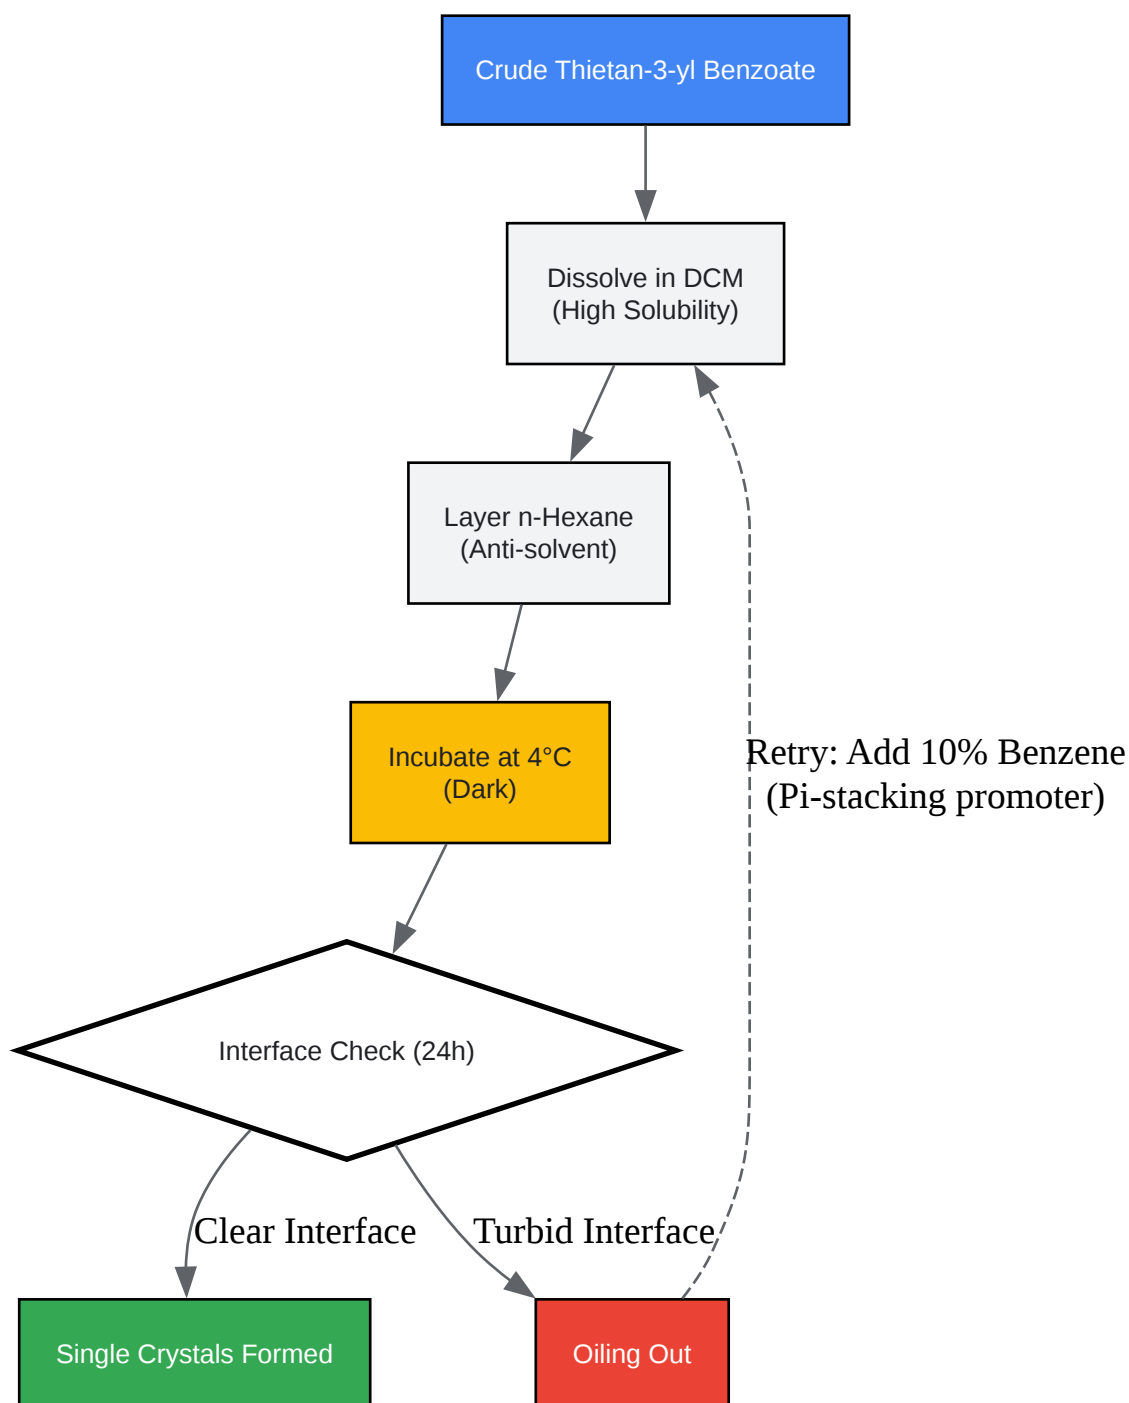 Crude Thietan-3-yl Benzoate
Dissolve in DCM
(High Solubility)
Layer n-Hexane
(Anti-solvent)
Incubate at 4°C
(Dark)
Retry: Add 10% Benzene
(Pi-stacking promoter)
Interface Check (24h)
Clear Interface
Turbid Interface
Single Crystals Formed
Oiling Out